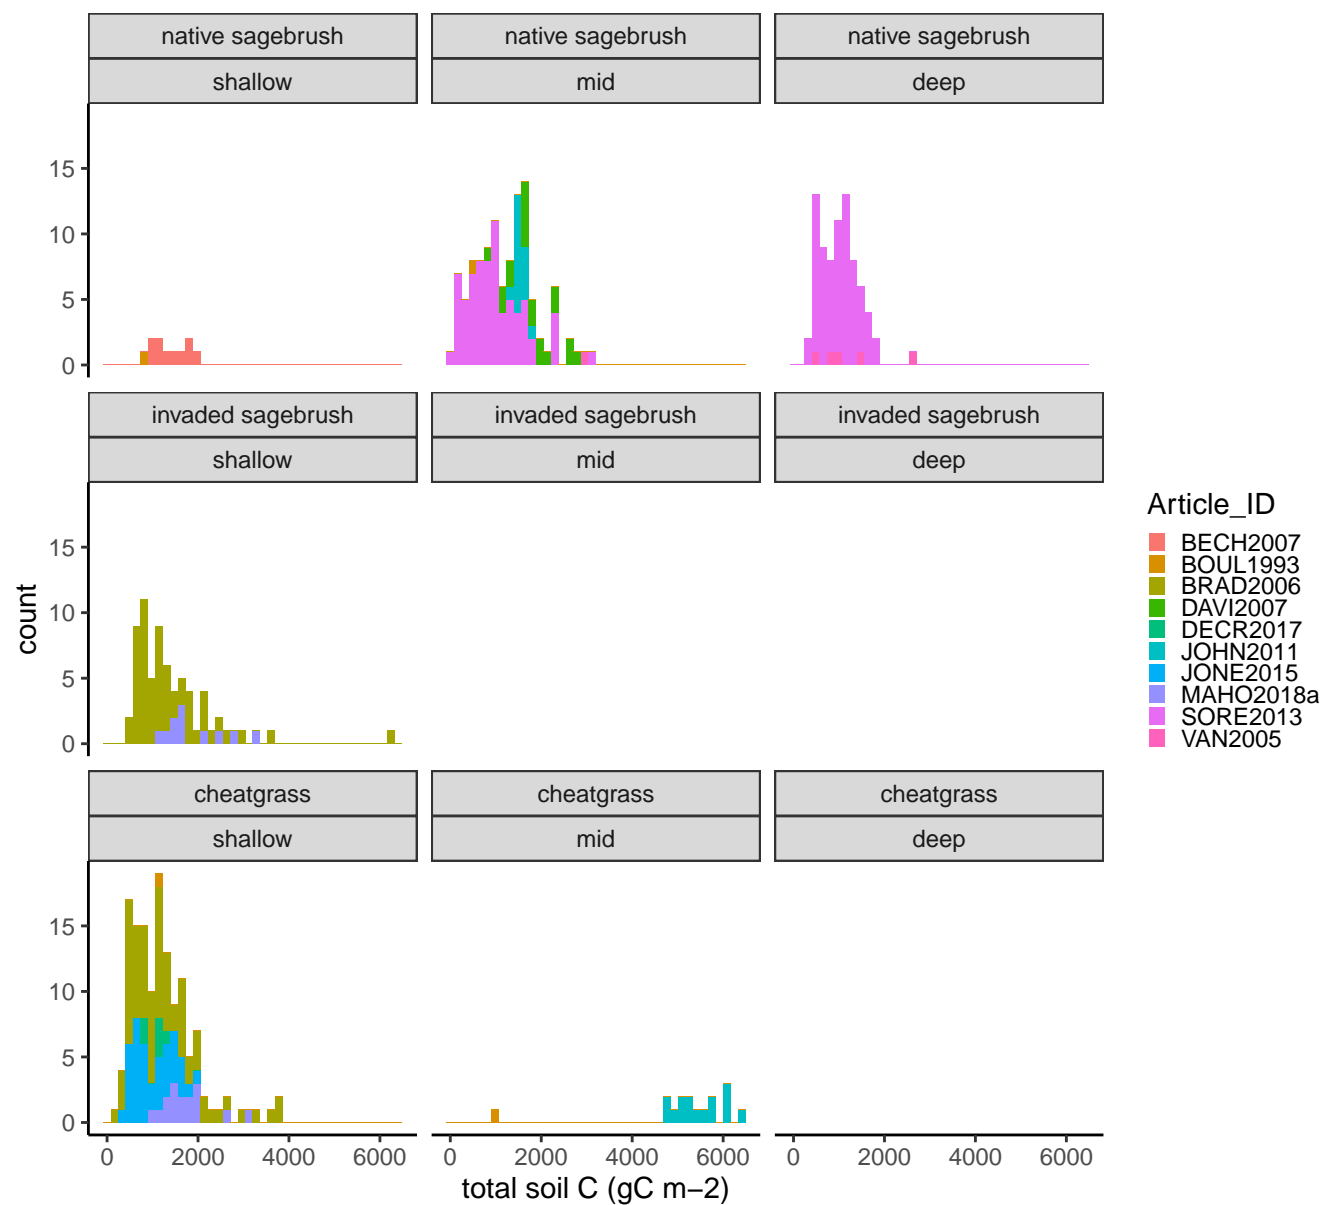 native sagebrush
native sagebrush
native sagebrush
shallow
mid
deep
15
10
5
0
invaded sagebrush
invaded sagebrush
invaded sagebrush
shallow
mid
deep
15
10
5
0
cheatgrass
cheatgrass
cheatgrass
shallow
mid
deep
15
10
5
0
0 2000 4000 6000
0 2000 4000 6000
0 2000 4000 6000
total soil C (gC m−2)
count
Article_ID
BECH2007
BOUL1993
BRAD2006
DAVI2007
DECR2017
JOHN2011
JONE2015
MAHO2018a
SORE2013
VAN2005